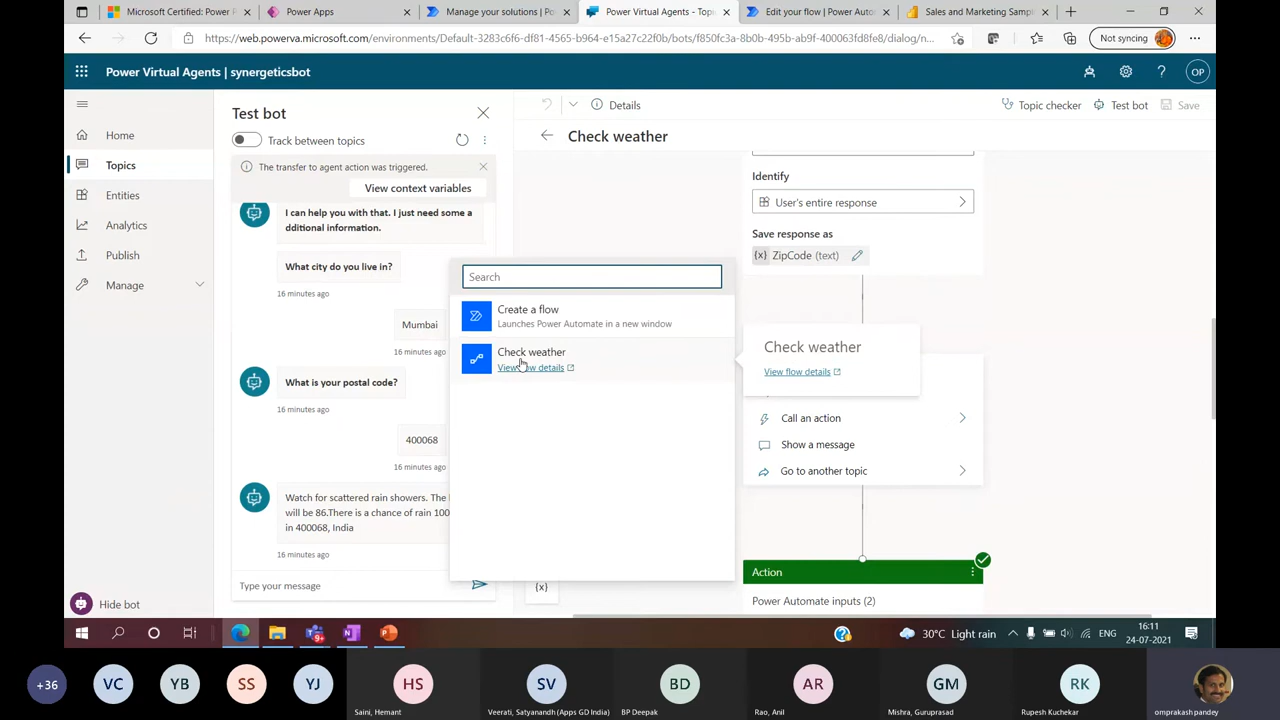 Microsoft Certified: Power P
Power Apps
Manage your solutions | Po
Power Virtual Agents - Topi
Edit your flow | Power Auto
Sales and Marketing Sampl
https://web.powerva.microsoft.com/environments/Default-3283c6f6-df81-4565-b964-e15a27c22f0b/bots/f850fc3a-8b0b-495b-ab9f-400063fd8fe8/dialog/n...
Not syncing
Power Virtual Agents | synergeticsbot
OP
Home
Topics
Entities
Analytics
Publish
Manage
Hide bot
Test bot
Track between topics
The transfer to agent action was triggered.
View context variables
I can help you with that. I just need some a
dditional information.
What city do you live in?
16 minutes ago
Mumbai
16 minutes ago
What is your postal code?
16 minutes ago
400068
16 minutes ago
Watch for scattered rain showers. The
will be 86.There is a chance of rain 100
in 400068, India
16 minutes ago
Type your message
Search
Create a flow
Launches Power Automate in a new window
Check weather
View flow details
{x}
Details
Topic checker
Test bot
Save
Check weather
Identify
User's entire response
Save response as
{x} ZipCode (text)
Check weather
View flow details
Call an action
Show a message
Go to another topic
Action
Power Automate inputs (2)
9+
30°C Light rain
ENG
16:11
24-07-2021
+36
VC
YB
SS
YJ
HS
Saini, Hemant
SV
Veerati, Satyanandh (Apps GD India)
BD
BP Deepak
AR
Rao, Anil
GM
Mishra, Guruprasad
RK
Rupesh Kuchekar
omprakash pandey